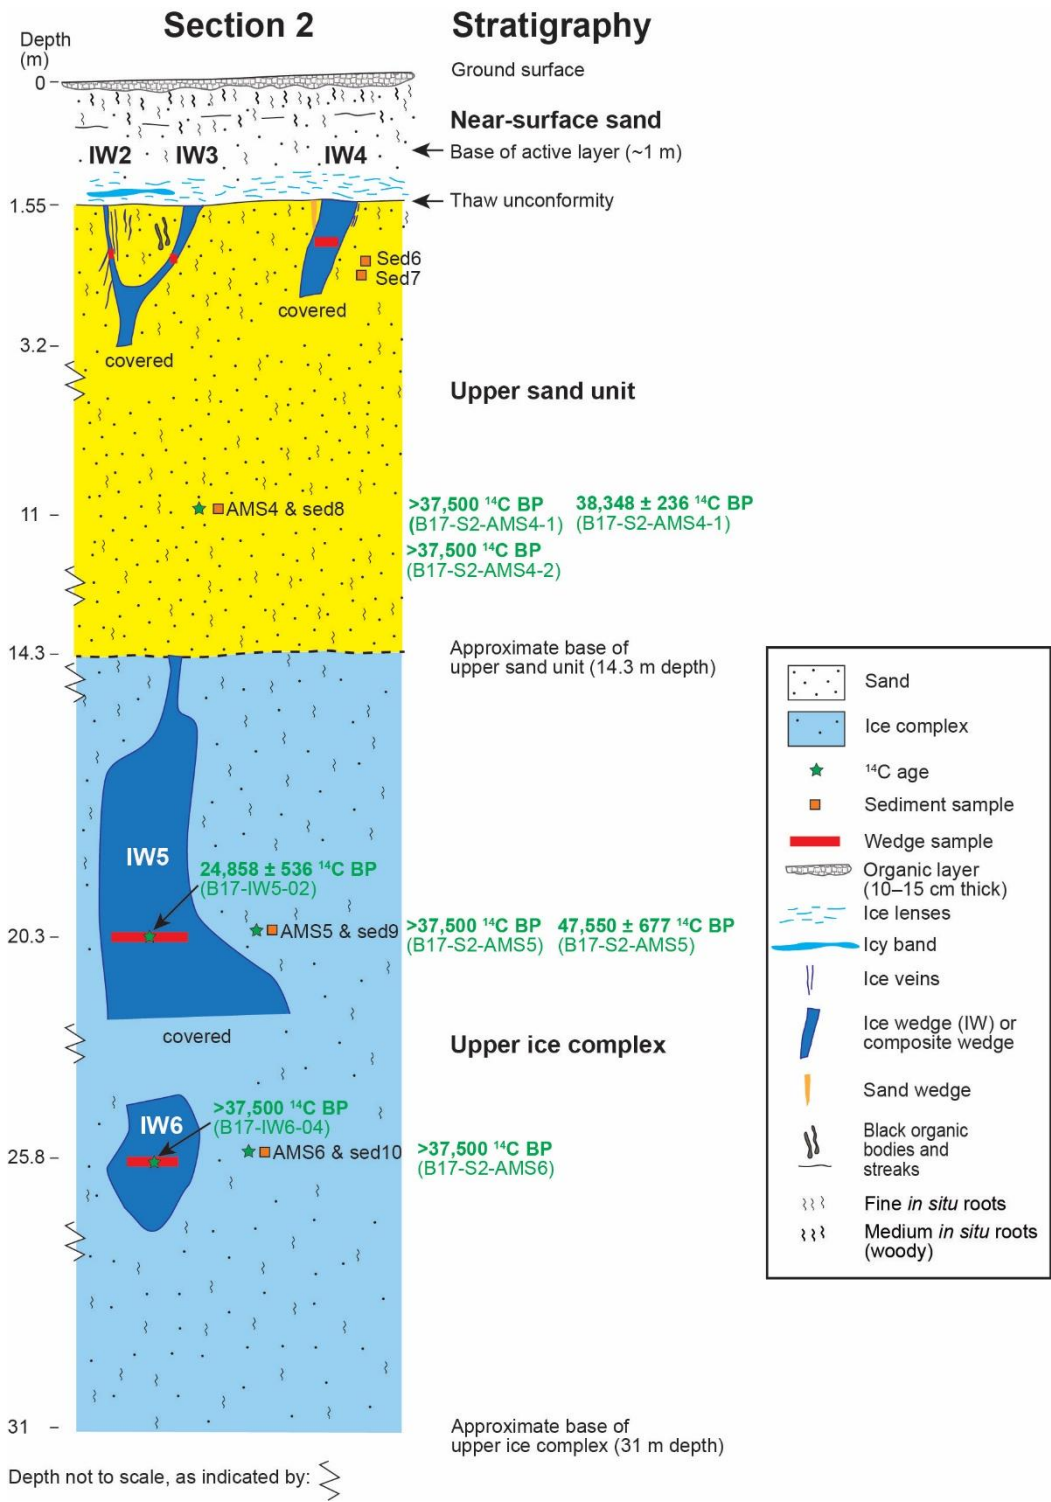 Section 2
Stratigraphy
Depth
(m)
Ground surface
0
Near-surface sand
IW2
IW3
IW4
Base of active layer (~1 m)
1.55
Thaw unconformity
Sed6
Sed7
covered
3.2
covered
Upper sand unit
11
AMS4 & sed8
>37,500 ¹⁴C BP
(B17-S2-AMS4-1)
38,348 ± 236 ¹⁴C BP
(B17-S2-AMS4-1)
>37,500 ¹⁴C BP
(B17-S2-AMS4-2)
14.3
Approximate base of
upper sand unit (14.3 m depth)
IW5
24,858 ± 536 ¹⁴C BP
(B17-IW5-02)
20.3
AMS5 & sed9
>37,500 ¹⁴C BP
(B17-S2-AMS5)
47,550 ± 677 ¹⁴C BP
(B17-S2-AMS5)
covered
Upper ice complex
>37,500 ¹⁴C BP
(B17-IW6-04)
IW6
25.8
AMS6 & sed10
>37,500 ¹⁴C BP
(B17-S2-AMS6)
31
Approximate base of
upper ice complex (31 m depth)
Depth not to scale, as indicated by:
Sand
Ice complex
¹⁴C age
Sediment sample
Wedge sample
Organic layer
(10–15 cm thick)
Ice lenses
Icy band
Ice veins
Ice wedge (IW) or
composite wedge
Sand wedge
Black organic
bodies and
streaks
Fine in situ roots
Medium in situ roots
(woody)